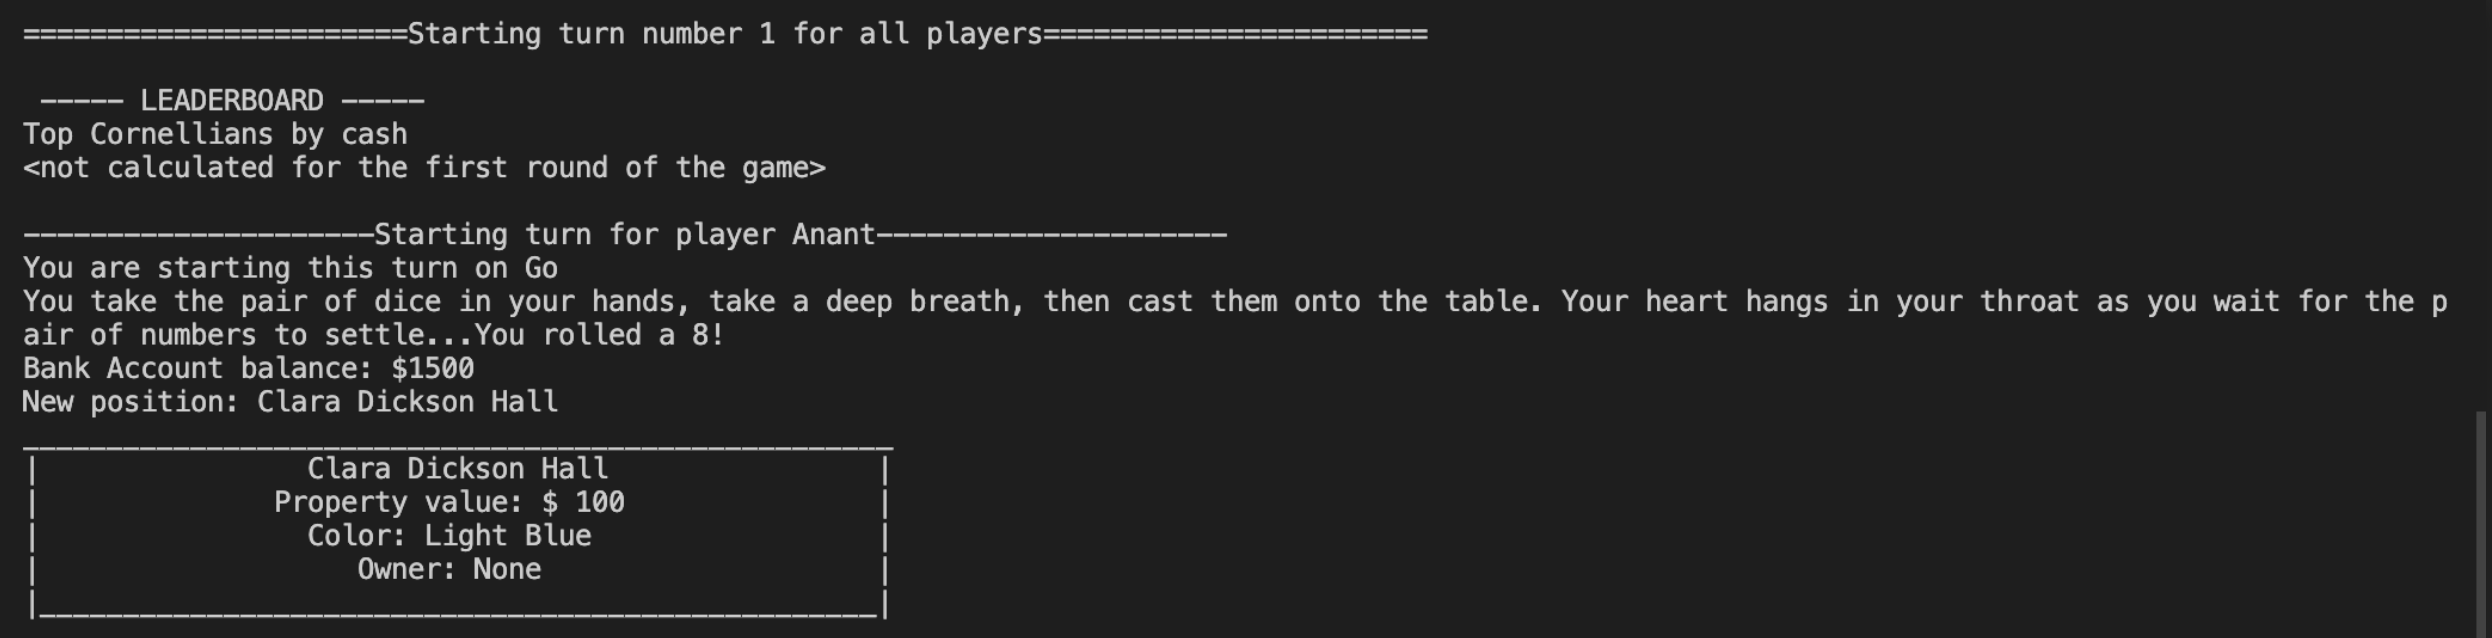 =======================Starting turn number 1 for all players=======================
----- LEADERBOARD -----
Top Cornellians by cash
<not calculated for the first round of the game>
---------------------Starting turn for player Anant---------------------
You are starting this turn on Go
You take the pair of dice in your hands, take a deep breath, then cast them onto the table. Your heart hangs in your throat as you wait for the p
air of numbers to settle...You rolled a 8!
Bank Account balance: $1500
New position: Clara Dickson Hall
____________________________________________________
| Clara Dickson Hall |
| Property value: $ 100 |
| Color: Light Blue |
| Owner: None |
|__________________________________________________|